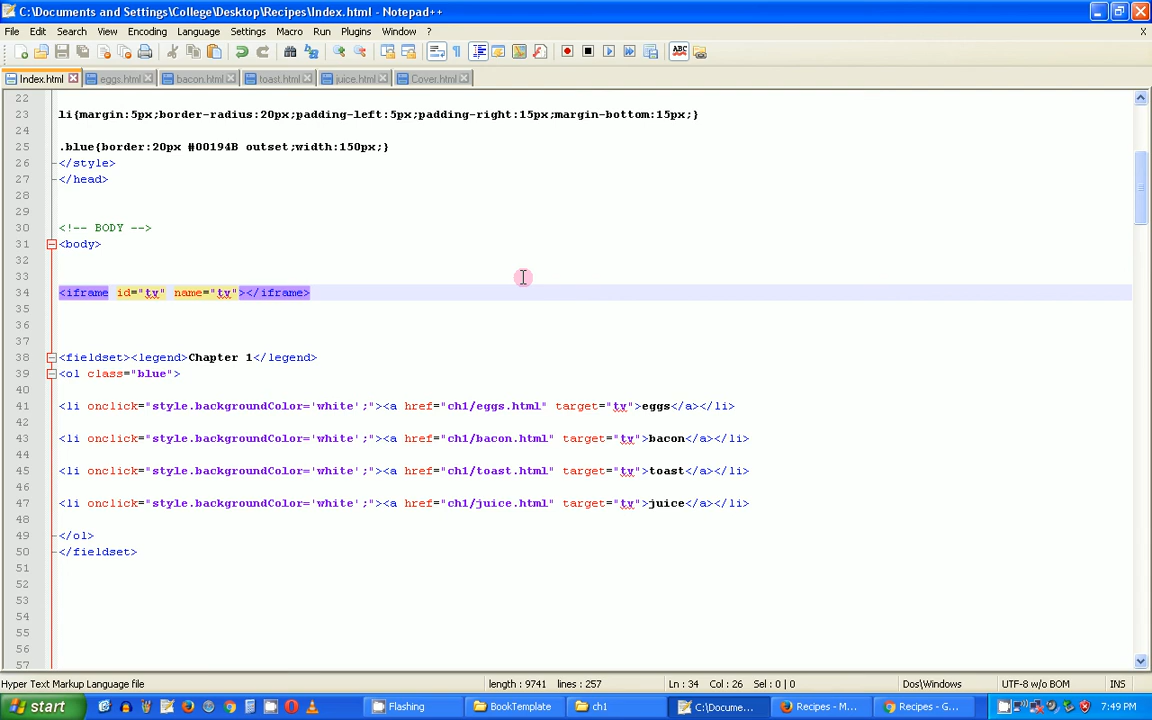 C:\Documents and Settings\College\Desktop\Recipes\Index.html - Notepad++
File Edit Search View Encoding Language Settings Macro Run Plugins Window ? X
Index.html eggs.html bacon.html toast.html juice.html Cover.html
22
23 li{margin:5px;border-radius:20px;padding-left:5px;padding-right:15px;margin-bottom:15px;}
24
25 .blue{border:20px #00194B outset;width:150px;}
26 </style>
27 </head>
28
29
30 <!-- BODY -->
31 <body>
32
33
34 <iframe id="tv" name="tv"></iframe>
35
36
37
38 <fieldset><legend>Chapter 1</legend>
39 <ol class="blue">
40
41 <li onclick="style.backgroundColor='white';"><a href="ch1/eggs.html" target="tv">eggs</a></li>
42
43 <li onclick="style.backgroundColor='white';"><a href="ch1/bacon.html" target="tv">bacon</a></li>
44
45 <li onclick="style.backgroundColor='white';"><a href="ch1/toast.html" target="tv">toast</a></li>
46
47 <li onclick="style.backgroundColor='white';"><a href="ch1/juice.html" target="tv">juice</a></li>
48
49 </ol>
50 </fieldset>
51
52
53
54
55
56
57
Hyper Text Markup Language file length : 9741 lines : 257 Ln : 34 Col : 26 Sel : 0 | 0 Dos\Windows UTF-8 w/o BOM INS
start Flashing BookTemplate ch1 C:\Docume... Recipes - M... Recipes - G... 7:49 PM